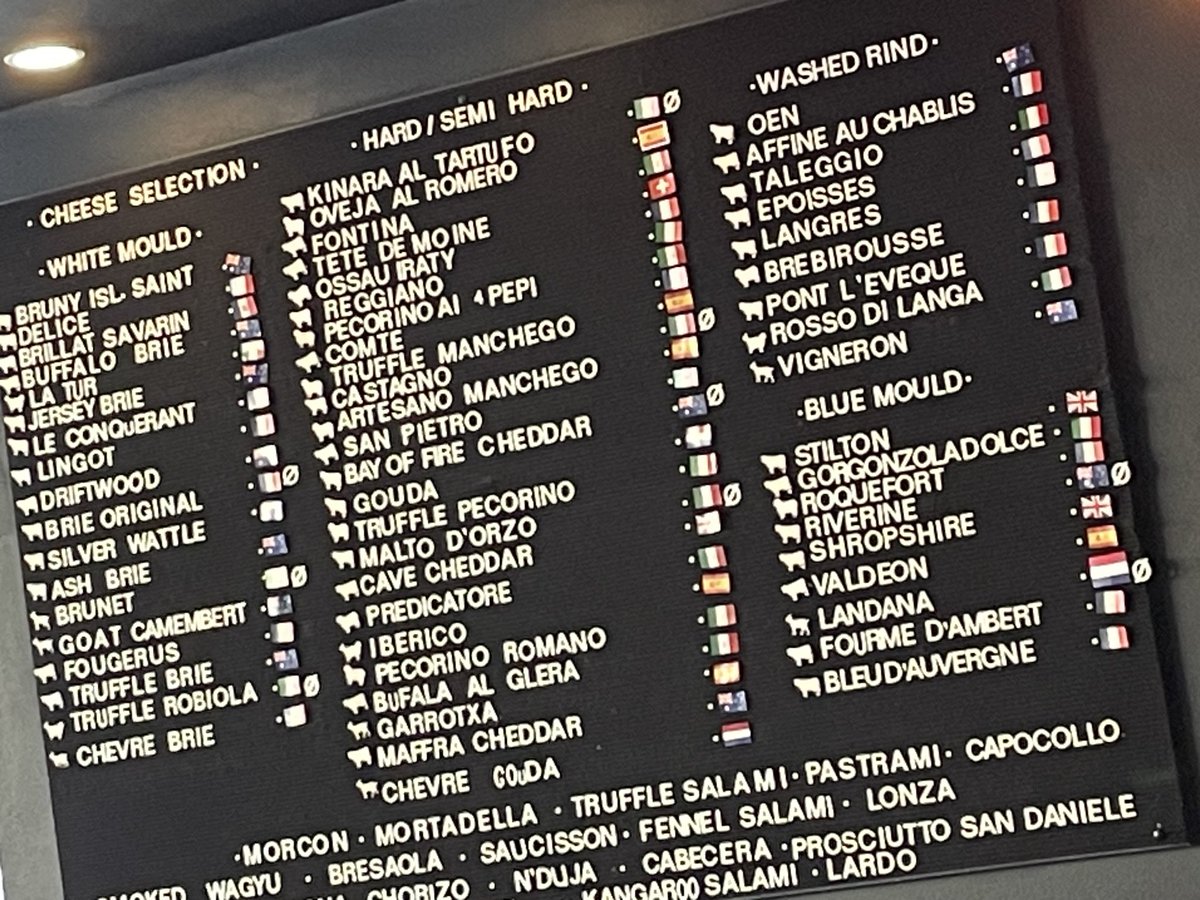 · CHEESE SELECTION ·
· WHITE MOULD ·
BRUNY ISL. SAINT
DELICE
BRILLAT SAVARIN
BUFFALO BRIE
LA TUR
JERSEY BRIE
LE CONQuERANT
LINGOT
DRIFTWOOD
BRIE ORIGINAL
SILVER WATTLE
ASH BRIE
BRUNET
GOAT CAMEMBERT
FOUGERUS
TRUFFLE BRIE
TRUFFLE ROBIOLA
CHEVRE BRIE
· HARD / SEMI HARD ·
KINARA AL TARTUFO
OVEJA AL ROMERO
FONTINA
TETE DE MOINE
OSSAU IRATY
REGGIANO
PECORINO AI 4 PEPI
COMTE
TRUFFLE MANCHEGO
CASTAGNO
ARTESANO MANCHEGO
SAN PIETRO
BAY OF FIRE CHEDDAR
GOUDA
TRUFFLE PECORINO
MALTO D'ORZO
CAVE CHEDDAR
PREDICATORE
IBERICO
PECORINO ROMANO
BuFALA AL GLERA
GARROTXA
MAFFRA CHEDDAR
CHEVRE GOuDA
· WASHED RIND ·
OEN
AFFINE AU CHABLIS
TALEGGIO
EPOISSES
LANGRES
BREBIROUSSE
PONT L'EVEQUE
ROSSO DI LANGA
VIGNERON
· BLUE MOULD ·
STILTON
GORGONZOLA DOLCE
ROQUEFORT
RIVERINE
SHROPSHIRE
VALDEON
LANDANA
FOURME D'AMBERT
BLEU D'AUVERGNE
· MORCON · MORTADELLA · TRUFFLE SALAMI · PASTRAMI · CAPOCOLLO
SMOKED WAGYU · BRESAOLA · SAUCISSON · FENNEL SALAMI · LONZA
CHORIZO · N'DUJA · CABECERA · PROSCIUTTO SAN DANIELE
KANGAROO SALAMI · LARDO